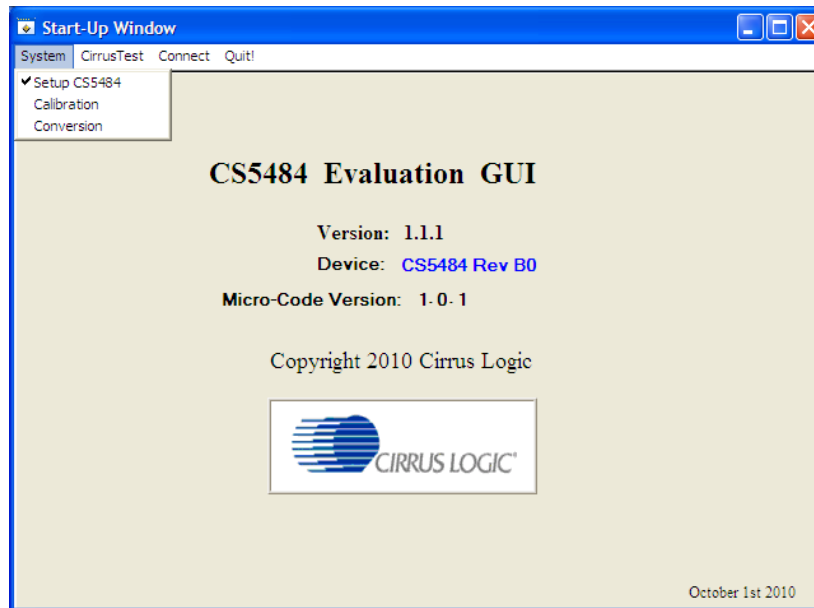 Start-Up Window
System CirrusTest Connect Quit!
Setup CS5484
Calibration
Conversion
CS5484 Evaluation GUI
Version: 1.1.1
Device: CS5484 Rev B0
Micro-Code Version: 1.0.1
Copyright 2010 Cirrus Logic
CIRRUS LOGIC®
October 1st 2010